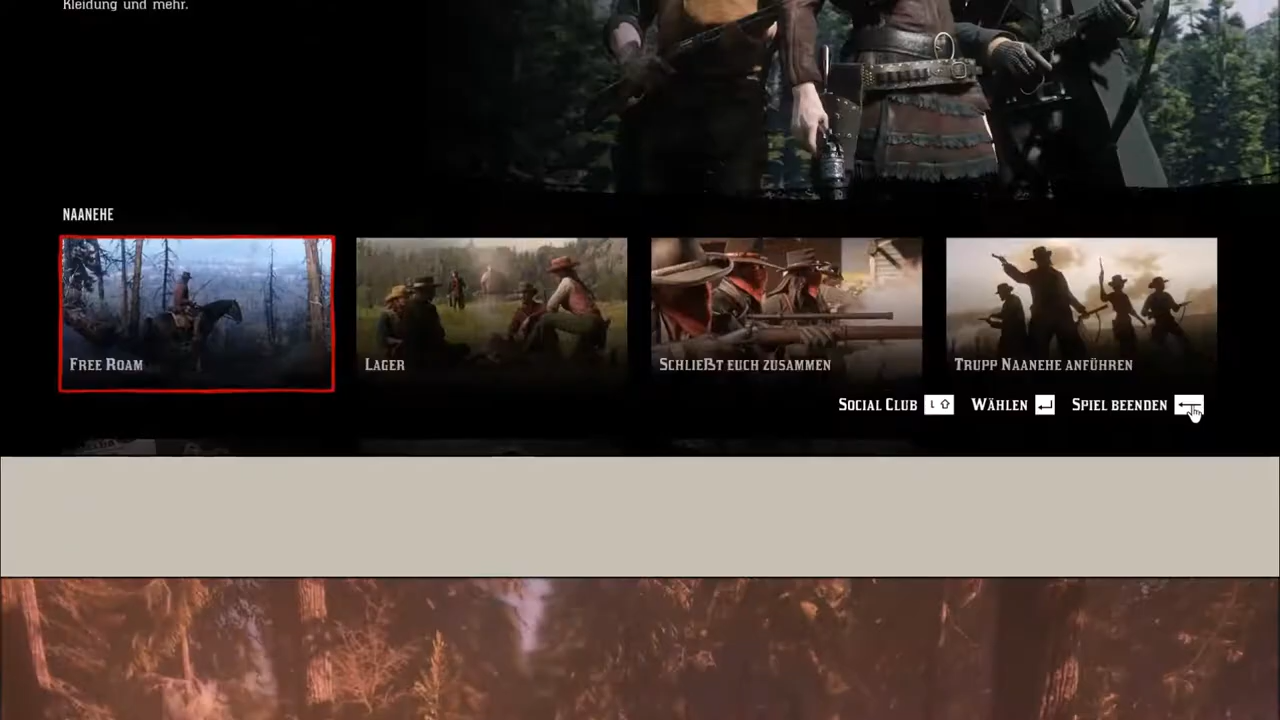 Kleidung und mehr.
NAANEHE
FREE ROAM
LAGER
SCHLIEẞT EUCH ZUSAMMEN
TRUPP NAANEHE ANFÜHREN
SOCIAL CLUB L WÄHLEN SPIEL BEENDEN